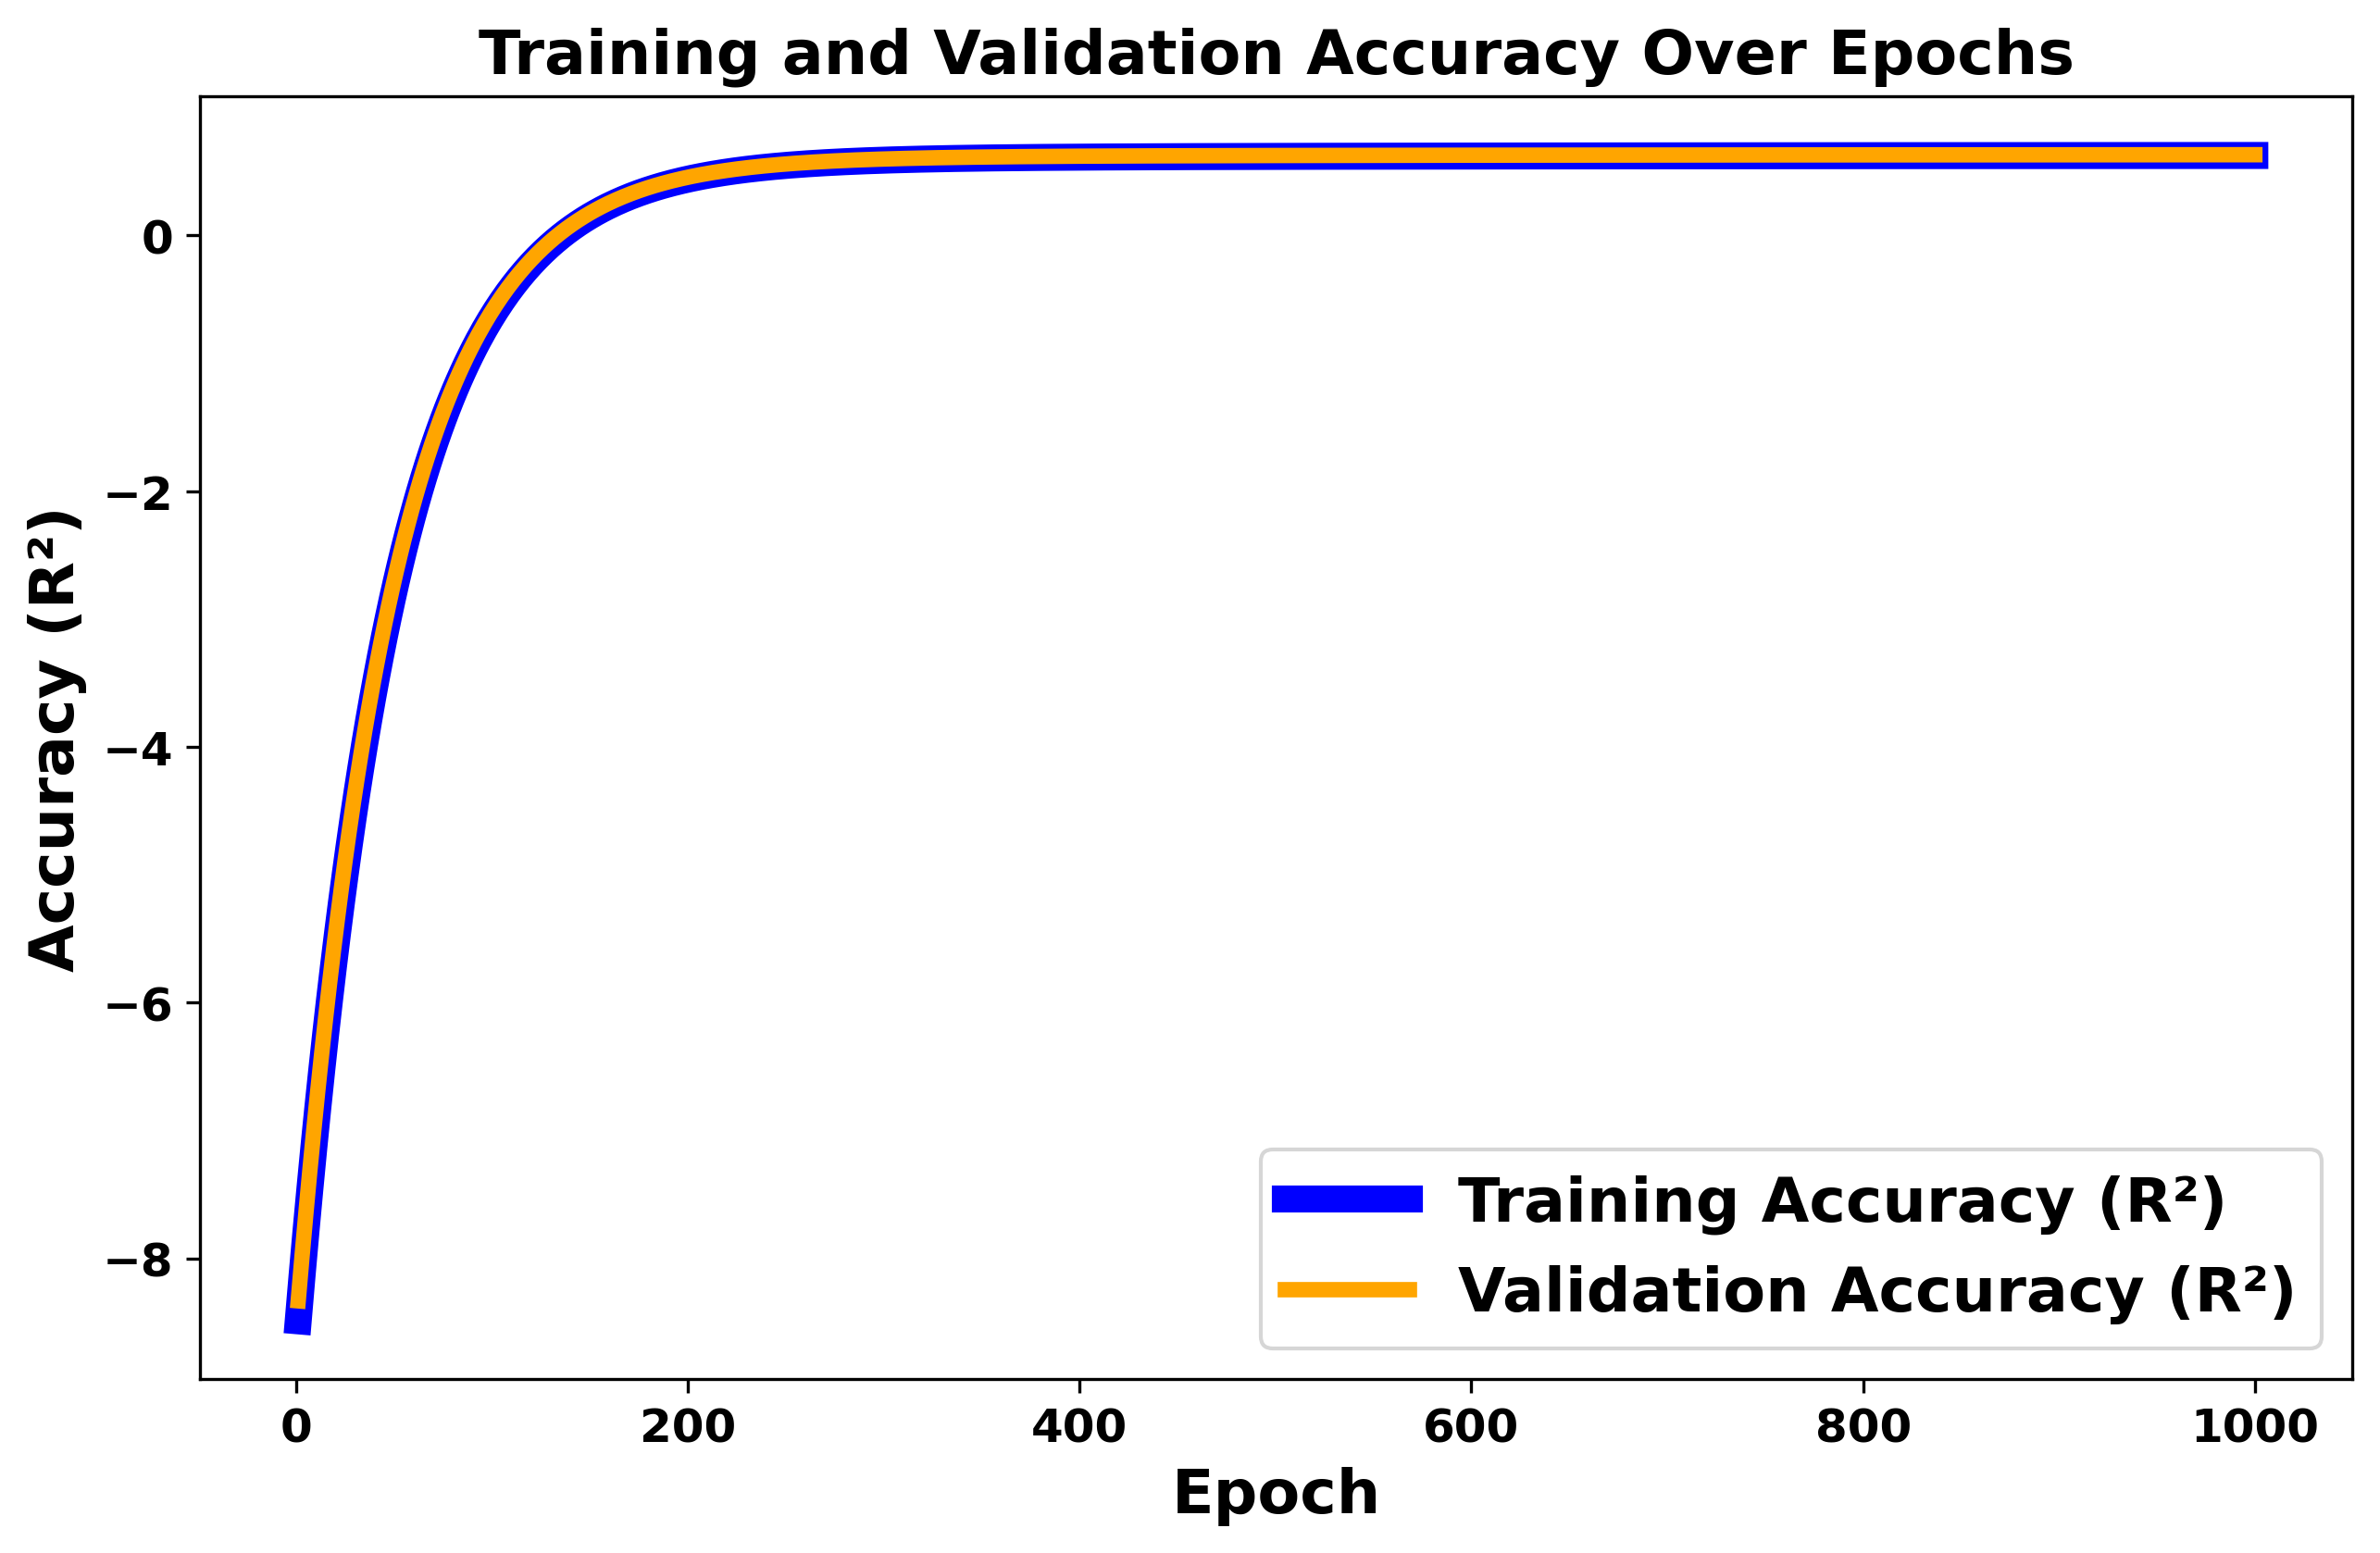 Training and Validation Accuracy Over Epochs
Accuracy (R²)
0
−2
−4
−6
−8
0 200 400 600 800 1000
Epoch
Training Accuracy (R²)
Validation Accuracy (R²)